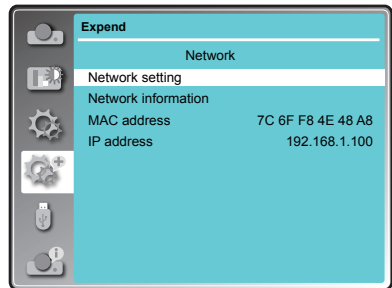 Expend
Network
Network setting
Network information
MAC address 7C 6F F8 4E 48 A8
IP address 192.168.1.100